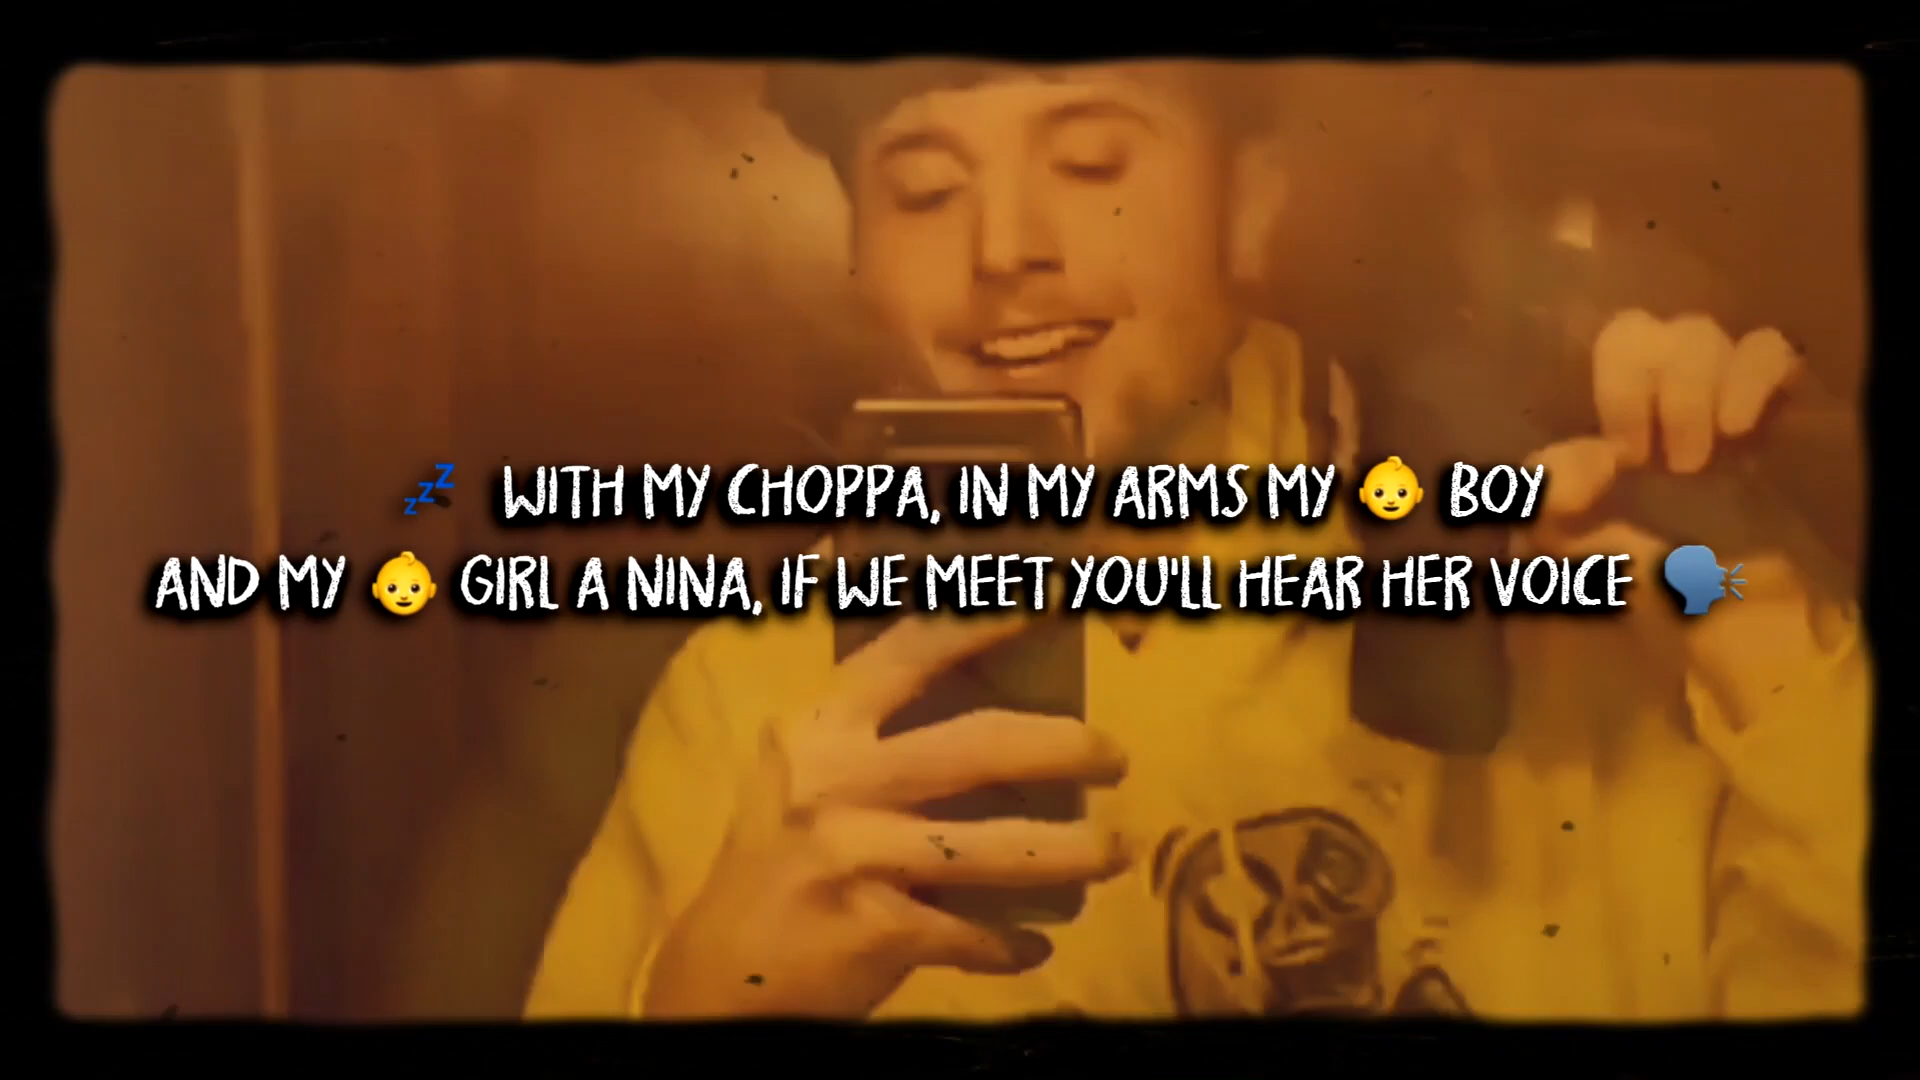 💤 WITH MY CHOPPA, IN MY ARMS MY 👶 BOY
AND MY 👶 GIRL A NINA, IF WE MEET YOU'LL HEAR HER VOICE 🗣